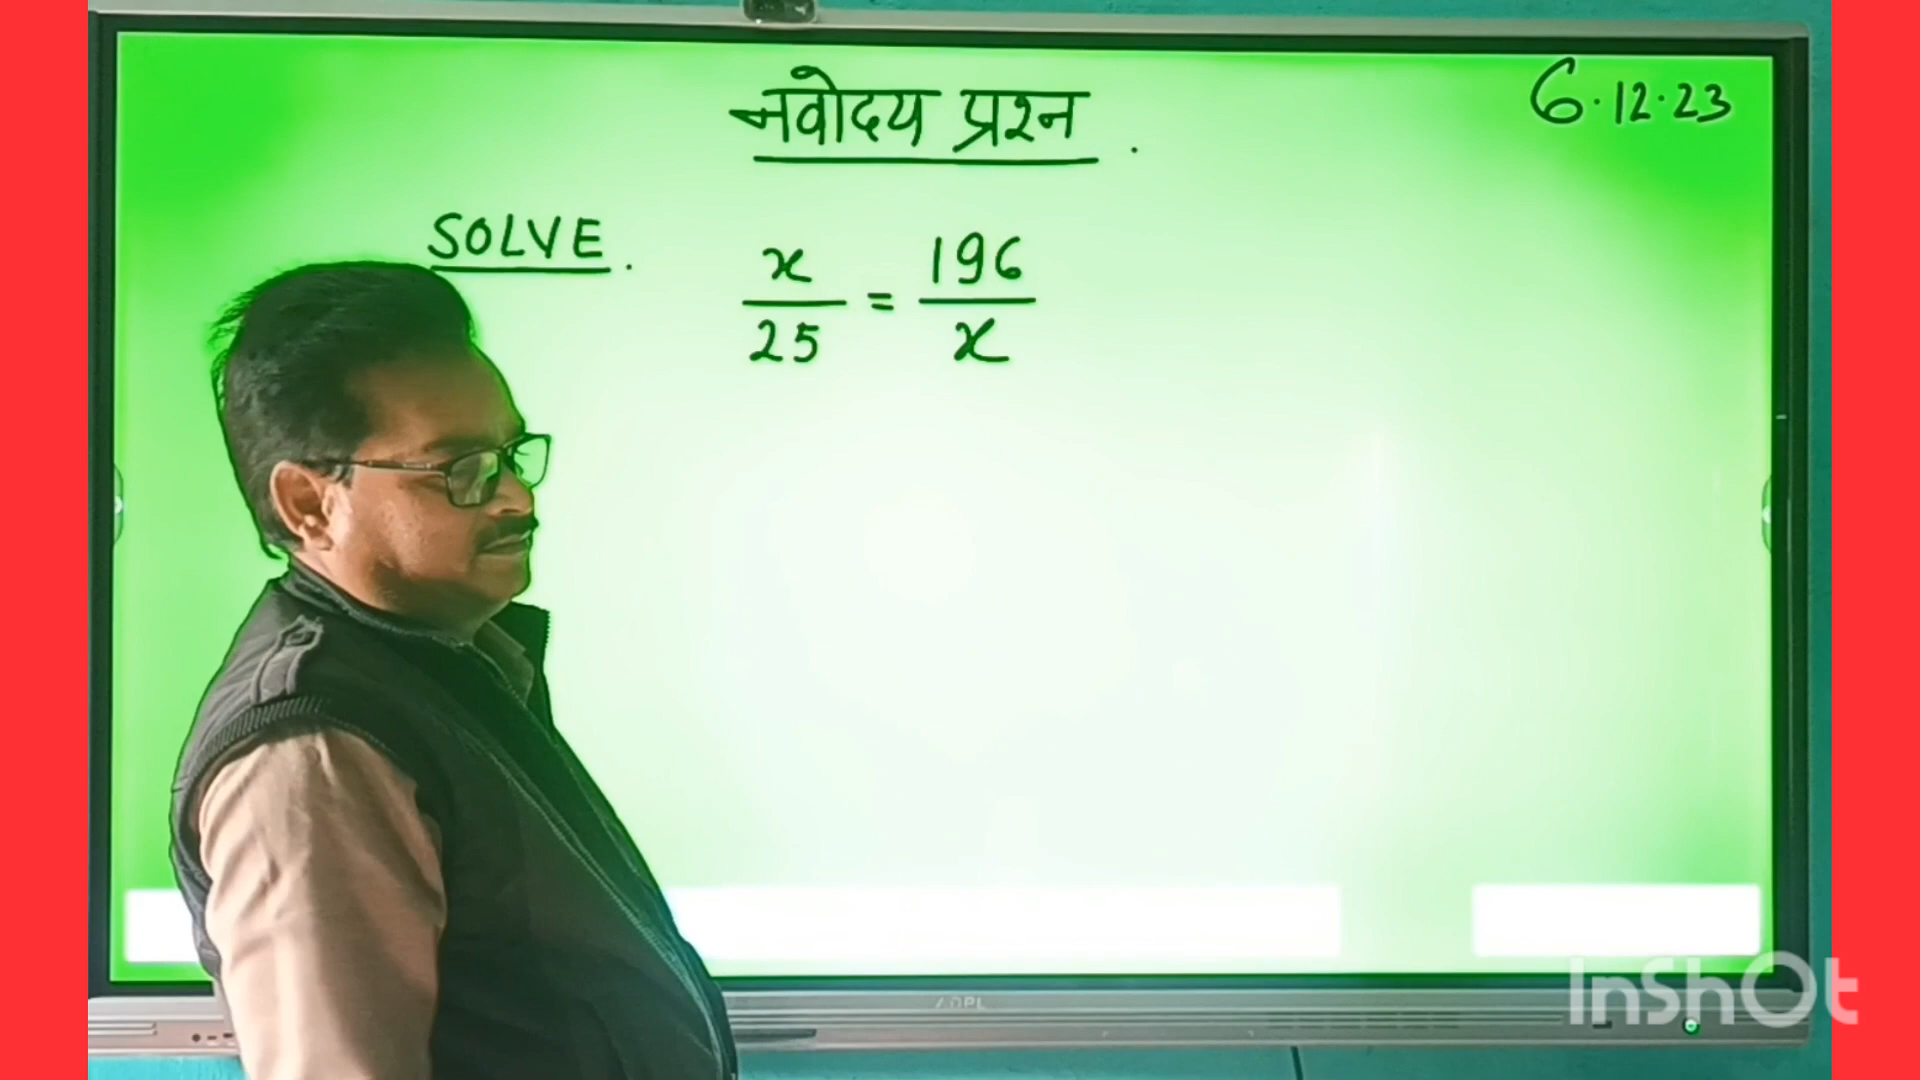 नवोदय प्रश्न .
6.12.23
SOLVE. x/25 = 196/x
InShOt